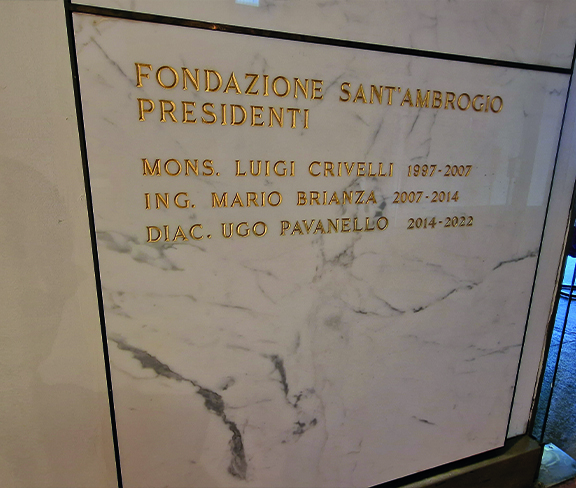 FONDAZIONE SANT'AMBROGIO
PRESIDENTI
MONS. LUIGI CRIVELLI 1997-2007
ING. MARIO BRIANZA 2007-2014
DIAC. UGO PAVANELLO 2014-2022